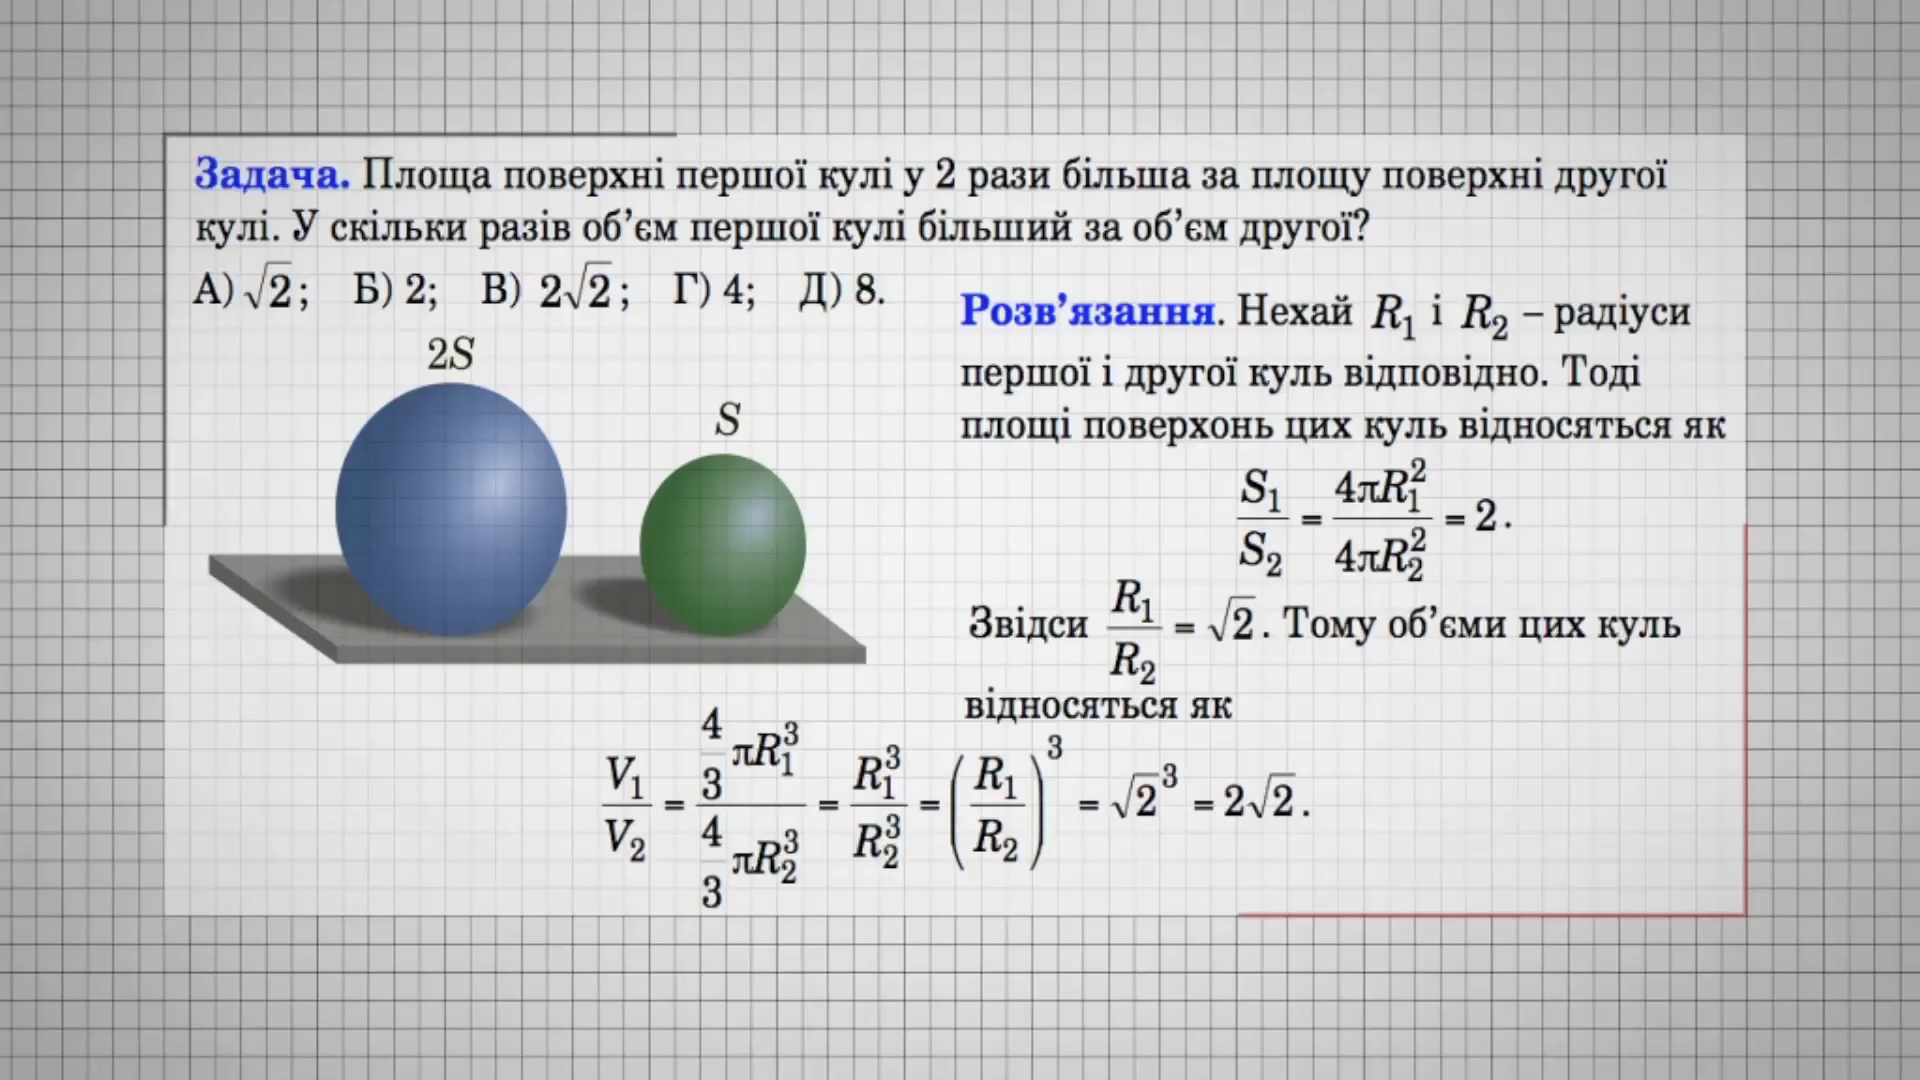 Задача. Площа поверхні першої кулі у 2 рази більша за площу поверхні другої
кулі. У скільки разів об’єм першої кулі більший за об’єм другої?
А) √2; Б) 2; В) 2√2; Г) 4; Д) 8.
2S
S
Розв’язання. Нехай R₁ і R₂ – радіуси
першої і другої куль відповідно. Тоді
площі поверхонь цих куль відносяться як
S₁/S₂ = 4πR₁²/4πR₂² = 2.
Звідси R₁/R₂ = √2. Тому об’єми цих куль
відносяться як
V₁/V₂ = (4/3 πR₁³)/(4/3 πR₂³) = R₁³/R₂³ = (R₁/R₂)³ = √2³ = 2√2.